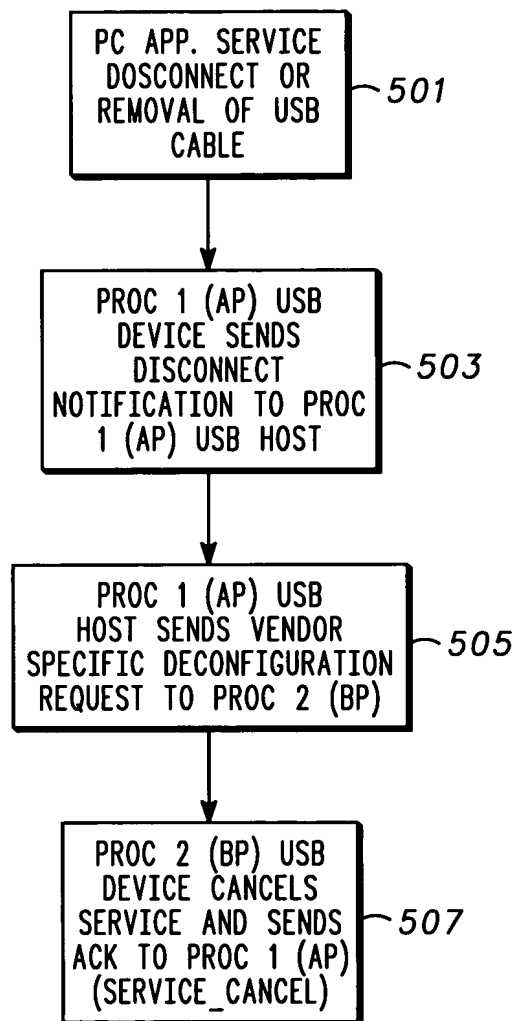 PC APP. SERVICE
DOSCONNECT OR
REMOVAL OF USB
CABLE
501
PROC 1 (AP) USB
DEVICE SENDS
DISCONNECT
NOTIFICATION TO PROC
1 (AP) USB HOST
503
PROC 1 (AP) USB
HOST SENDS VENDOR
SPECIFIC DECONFIGURATION
REQUEST TO PROC 2 (BP)
505
PROC 2 (BP) USB
DEVICE CANCELS
SERVICE AND SENDS
ACK TO PROC 1 (AP)
(SERVICE_CANCEL)
507